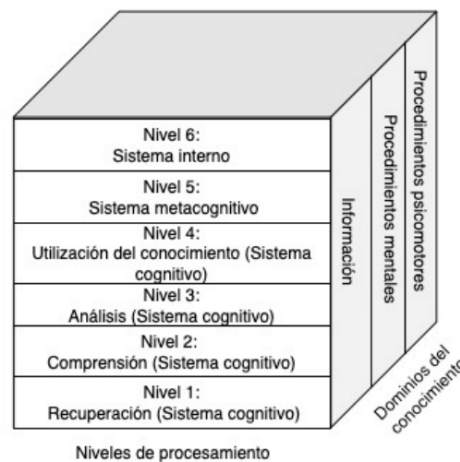 Nivel 6:
Sistema interno
Nivel 5:
Sistema metacognitivo
Nivel 4:
Utilización del conocimiento (Sistema
cognitivo)
Nivel 3:
Análisis (Sistema cognitivo)
Nivel 2:
Comprensión (Sistema cognitivo)
Nivel 1:
Recuperación (Sistema cognitivo)
Niveles de procesamiento
Información
Procedimientos mentales
Procedimientos psicomotores
Dominios del
conocimiento